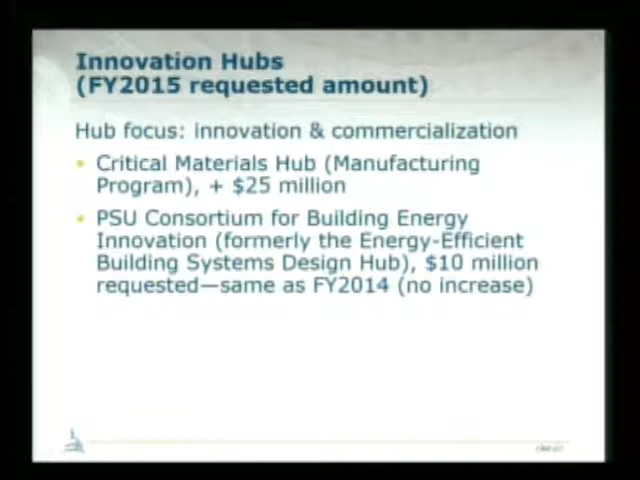 Innovation Hubs
(FY2015 requested amount)
Hub focus: innovation & commercialization
• Critical Materials Hub (Manufacturing
Program), + $25 million
• PSU Consortium for Building Energy
Innovation (formerly the Energy-Efficient
Building Systems Design Hub), $10 million
requested—same as FY2014 (no increase)